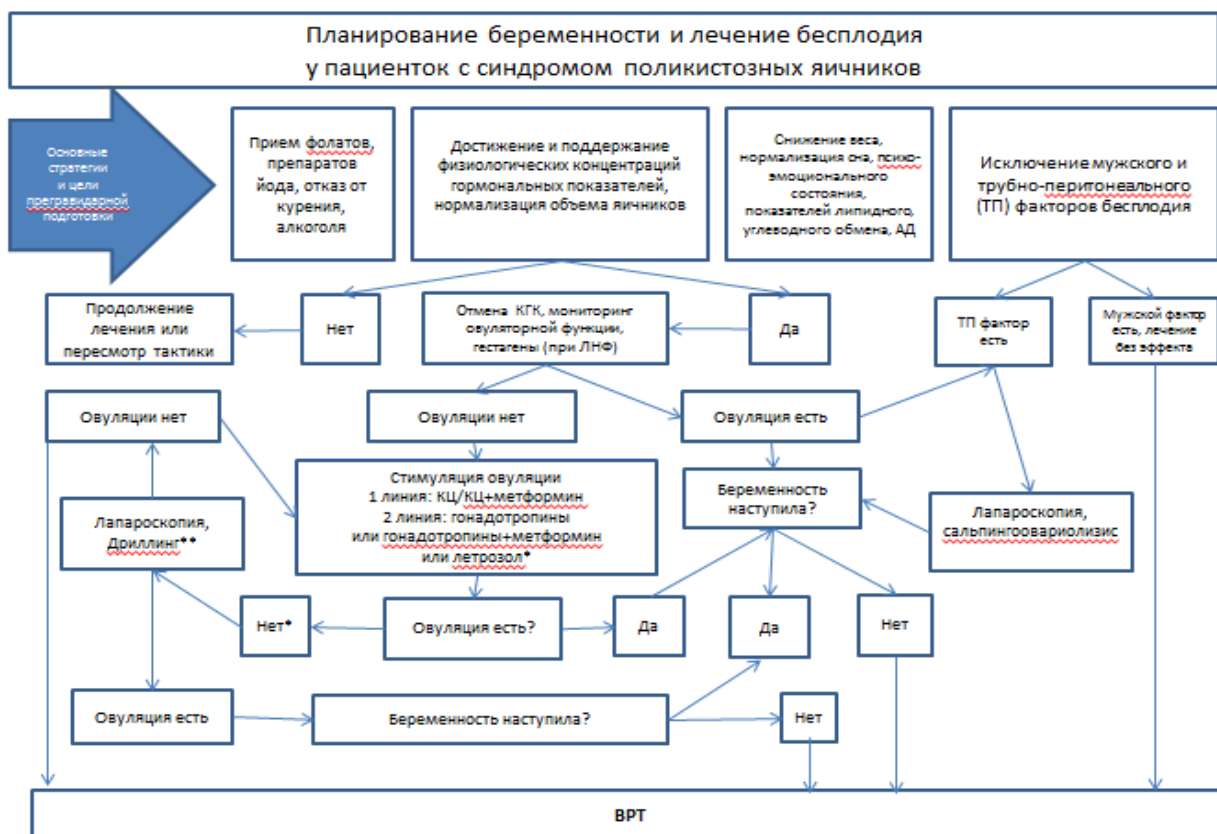 Планирование беременности и лечение бесплодия
у пациенток с синдромом поликистозных яичников
Основные
стратегии
и цели
прегравидарной
подготовки
Прием фолатов,
препаратов
йода, отказ от
курения,
алкоголя
Достижение и поддержание
физиологических концентраций
гормональных показателей,
нормализация объема яичников
Снижение веса,
нормализация сна, психо-
эмоционального
состояния,
показателей липидного,
углеводного обмена, АД
Исключение мужского и
трубно-перитонеального
(ТП) факторов бесплодия
Продолжение
лечения или
пересмотр тактики
Нет
Отмена КГК, мониторинг
овуляторной функции,
гестагены (при ЛНФ)
Да
ТП фактор
есть
Мужской фактор
есть, лечение
без эффекта
Овуляции нет
Овуляции нет
Овуляция есть
Лапароскопия,
Дриллинг**
Стимуляция овуляции
1 линия: КЦ/КЦ+метформин
2 линия: гонадотропины
или гонадотропины+метформин
или летрозол*
Беременность
наступила?
Лапароскопия,
сальпингоовариолизис
Нет*
Овуляция есть?
Да
Да
Нет
Овуляция есть
Беременность наступила?
Нет
ВРТ